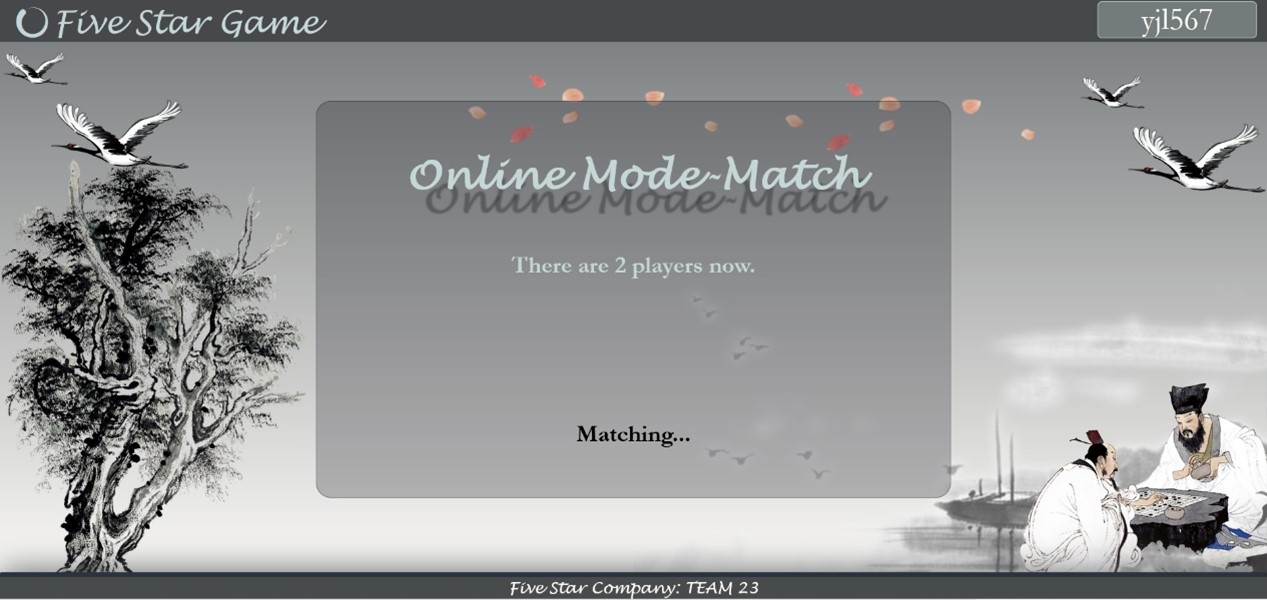 Five Star Game
yjl567
Online Mode-Match
There are 2 players now.
Matching...
Five Star Company: TEAM 23